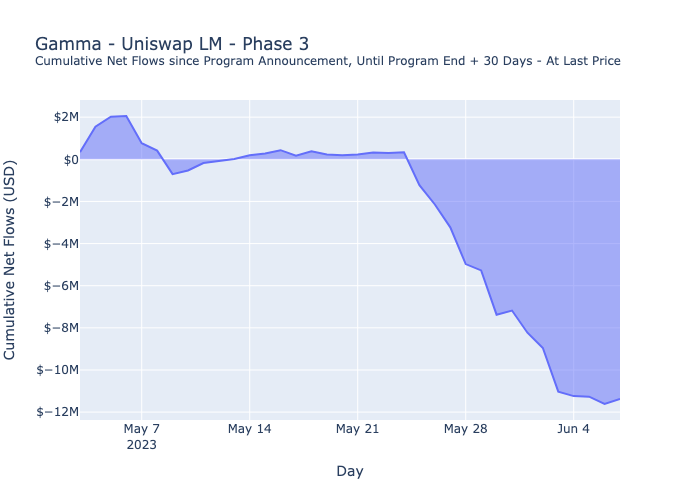 Gamma - Uniswap LM - Phase 3
Cumulative Net Flows since Program Announcement, Until Program End + 30 Days - At Last Price
Cumulative Net Flows (USD)
$2M
$0
$−2M
$−4M
$−6M
$−8M
$−10M
$−12M
May 7
2023
May 14
May 21
May 28
Jun 4
Day